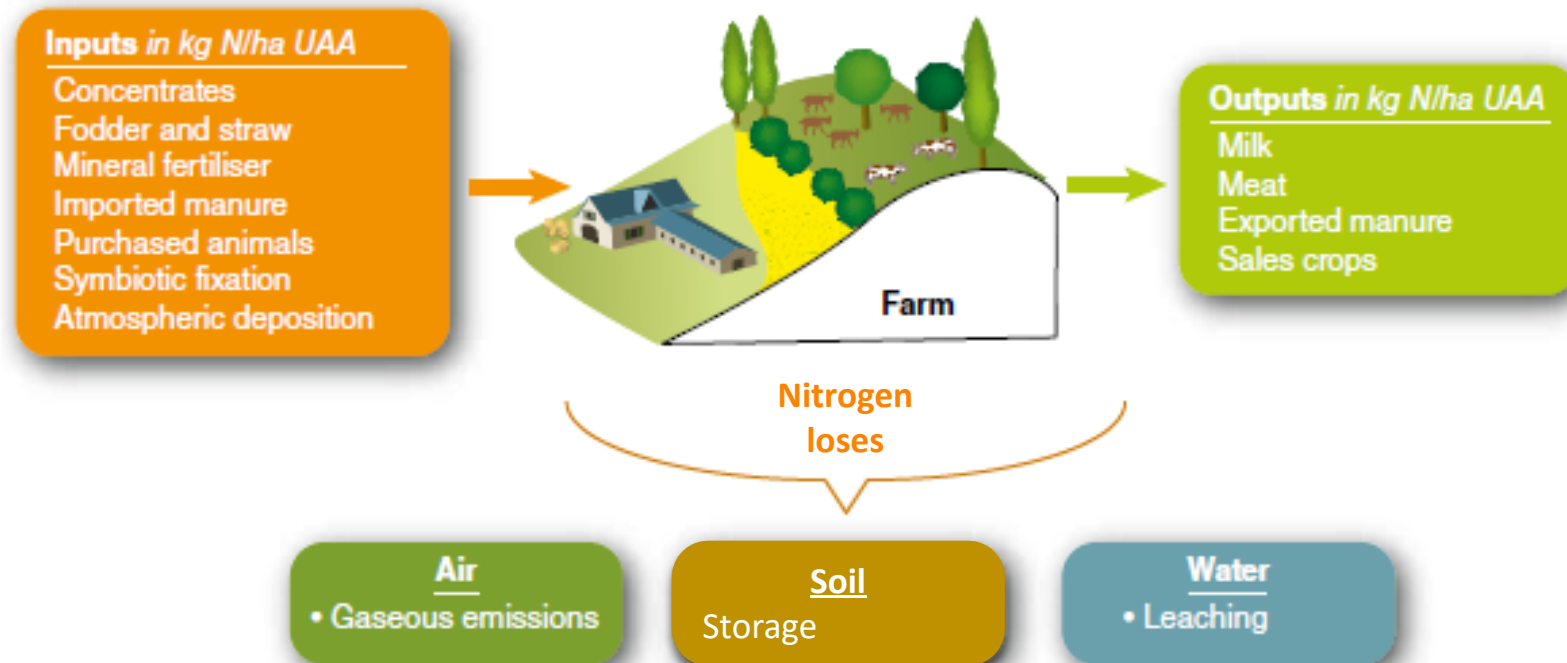 Inputs in kg N/ha UAA
Concentrates
Fodder and straw
Mineral fertiliser
Imported manure
Purchased animals
Symbiotic fixation
Atmospheric deposition
Farm
Outputs in kg N/ha UAA
Milk
Meat
Exported manure
Sales crops
Nitrogen
loses
Air
• Gaseous emissions
Soil
Storage
Water
• Leaching